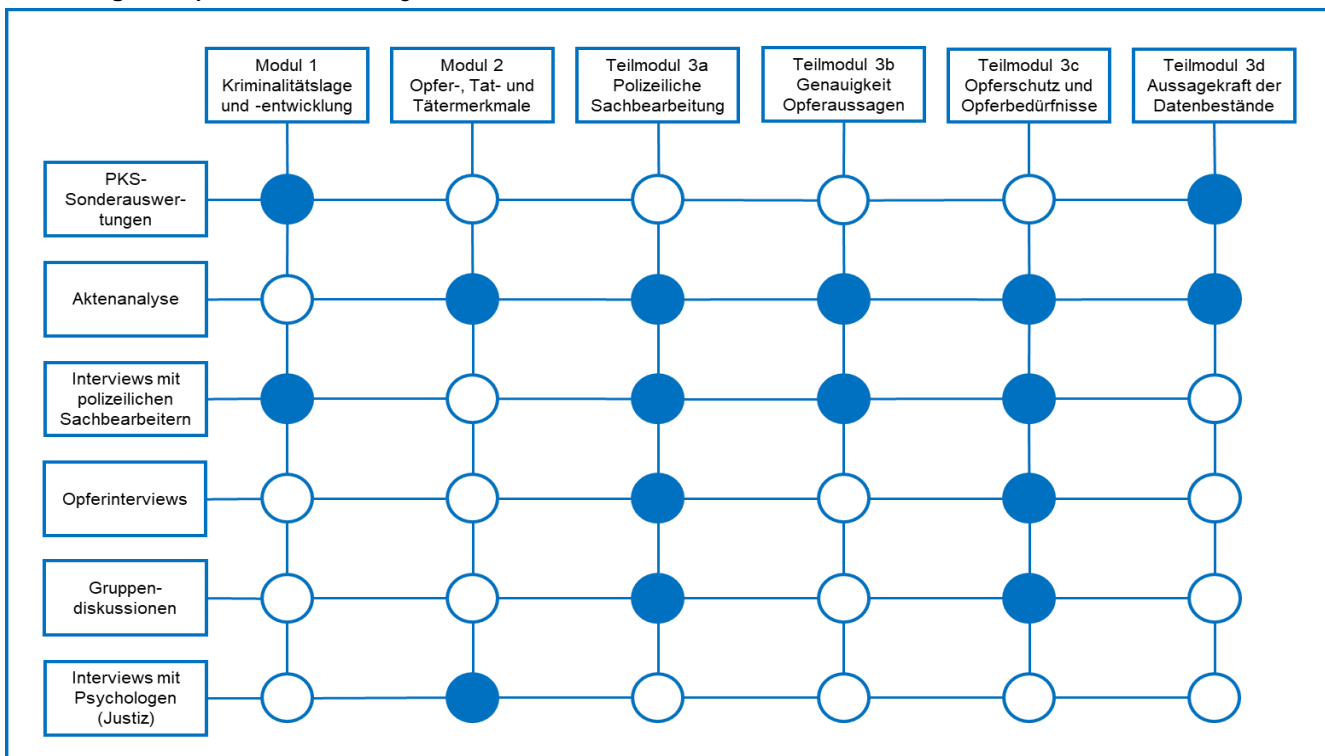 Modul 1
Kriminalitätslage
und -entwicklung
Modul 2
Opfer-, Tat- und
Tätermerkmale
Teilmodul 3a
Polizeiliche
Sachbearbeitung
Teilmodul 3b
Genauigkeit
Opferaussagen
Teilmodul 3c
Opferschutz und
Opferbedürfnisse
Teilmodul 3d
Aussagekraft der
Datenbestände
PKS-
Sonderauswer-
tungen
Aktenanalyse
Interviews mit
polizeilichen
Sachbearbeitern
Opferinterviews
Gruppen-
diskussionen
Interviews mit
Psychologen
(Justiz)